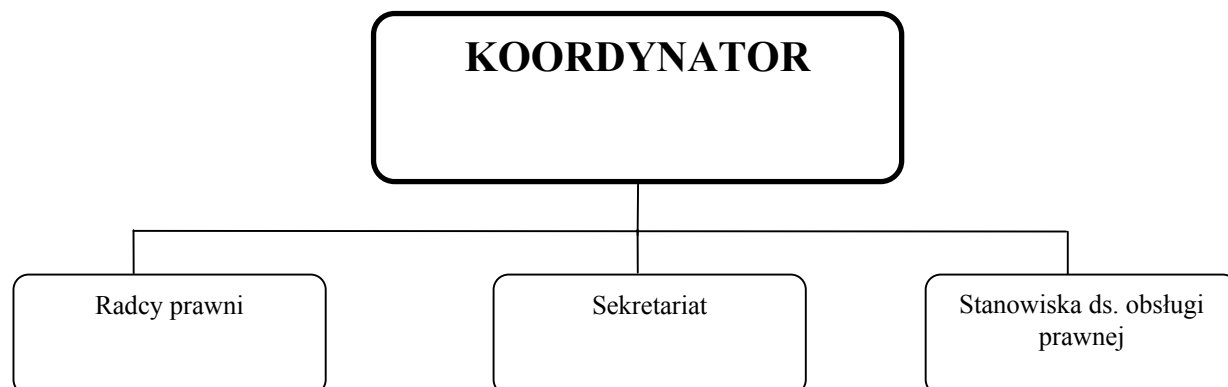 KOORDYNATOR
Radcy prawni
Sekretariat
Stanowiska ds. obsługi
prawnej